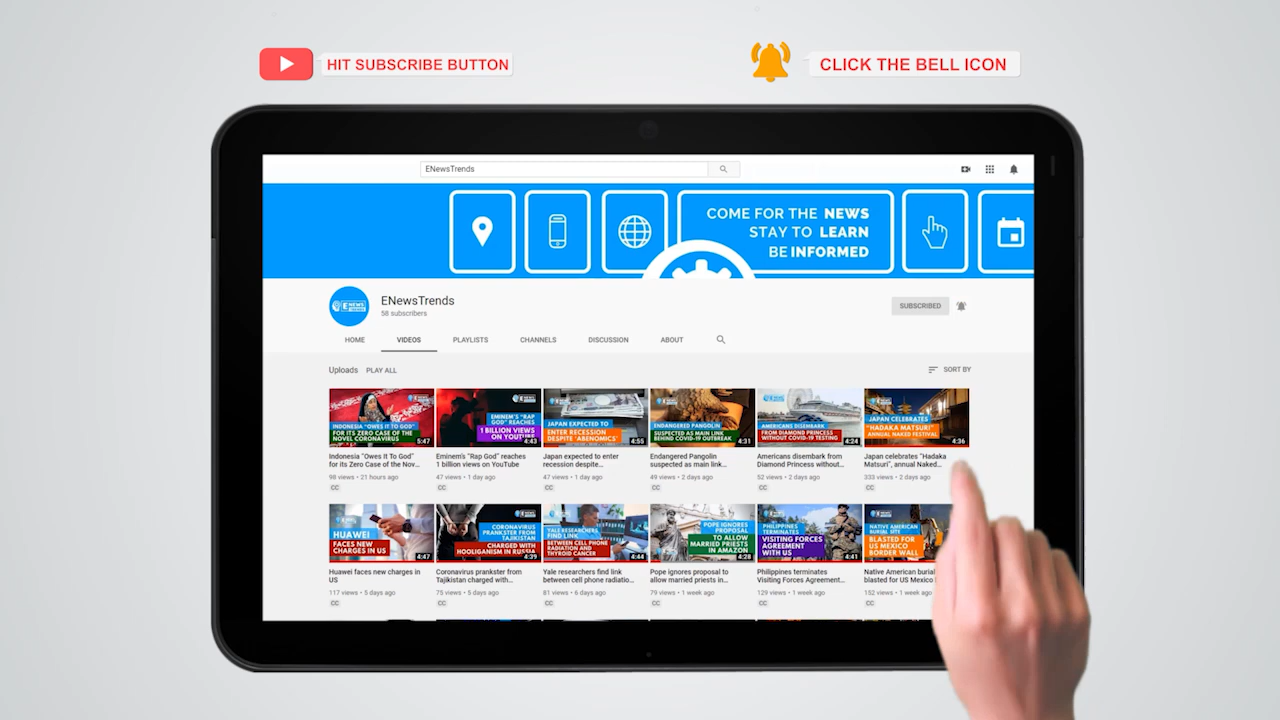 HIT SUBSCRIBE BUTTON
CLICK THE BELL ICON
ENewsTrends
COME FOR THE NEWS
STAY TO LEARN
BE INFORMED
ENewsTrends
58 subscribers
SUBSCRIBED
HOME VIDEOS PLAYLISTS CHANNELS DISCUSSION ABOUT
Uploads PLAY ALL
SORT BY
INDONESIA "OWES IT TO GOD"
FOR ITS ZERO CASE OF THE
NOVEL CORONAVIRUS
5:47
EMINEM'S "RAP
GOD" REACHES
1 BILLION VIEWS
ON YOUTUBE
4:43
JAPAN EXPECTED TO
ENTER RECESSION
DESPITE 'ABENOMICS'
4:55
ENDANGERED PANGOLIN
SUSPECTED AS MAIN LINK
BEHIND COVID-19 OUTBREAK
4:31
AMERICANS DISEMBARK
FROM DIAMOND PRINCESS
WITHOUT COVID-19 TESTING
4:24
JAPAN CELEBRATES
"HADAKA MATSURI"
ANNUAL NAKED FESTIVAL
4:36
Indonesia "Owes It To God"
for its Zero Case of the Nov...
98 views • 21 hours ago
CC
Eminem's "Rap God" reaches
1 billion views on YouTube
47 views • 1 day ago
CC
Japan expected to enter
recession despite...
47 views • 1 day ago
CC
Endangered Pangolin
suspected as main link...
49 views • 2 days ago
CC
Americans disembark from
Diamond Princess without...
52 views • 2 days ago
CC
Japan celebrates "Hadaka
Matsuri", annual Naked...
333 views • 2 days ago
CC
HUAWEI
FACES NEW
CHARGES IN US
4:47
CORONAVIRUS
PRANKSTER FROM
TAJIKISTAN
CHARGED WITH
HOOLIGANISM IN RUSSIA
4:39
YALE RESEARCHERS
FIND LINK
BETWEEN CELL PHONE
RADIATION AND
THYROID CANCER
4:44
POPE IGNORES
PROPOSAL
TO ALLOW
MARRIED PRIESTS
IN AMAZON
4:28
PHILIPPINES
TERMINATES
VISITING FORCES
AGREEMENT
WITH US
4:41
NATIVE AMERICAN
BURIAL SITE
BLASTED FOR
US MEXICO
BORDER WALL
Huawei faces new charges in
US
117 views • 5 days ago
CC
Coronavirus prankster from
Tajikistan charged with...
75 views • 5 days ago
CC
Yale researchers find link
between cell phone radiatio...
81 views • 6 days ago
CC
Pope ignores proposal to
allow married priests in...
79 views • 1 week ago
CC
Philippines terminates
Visiting Forces Agreement...
129 views • 1 week ago
CC
Native American burial
blasted for US Mexico
152 views • 1 week ago
CC